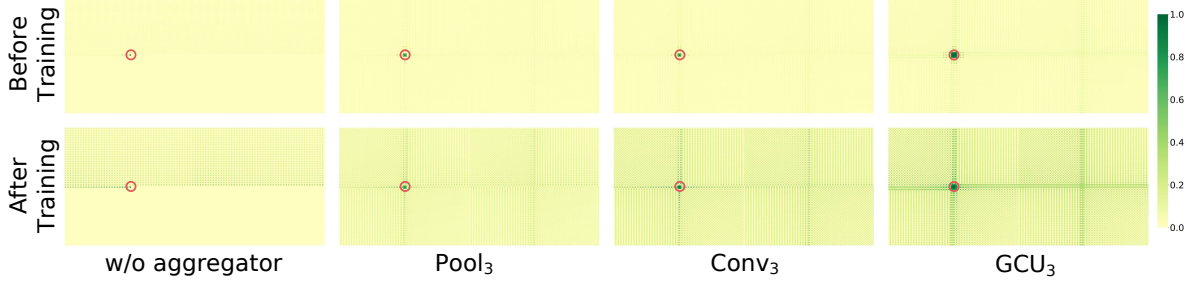 Before
Training
1.0
0.8
0.6
0.4
0.2
0.0
After
Training
w/o aggregator
Pool₃
Conv₃
GCU₃